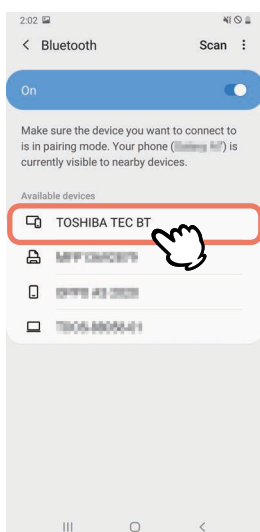 2:02
Bluetooth Scan
On
Make sure the device you want to connect to
is in pairing mode. Your phone ( ) is
currently visible to nearby devices.
Available devices
TOSHIBA TEC BT